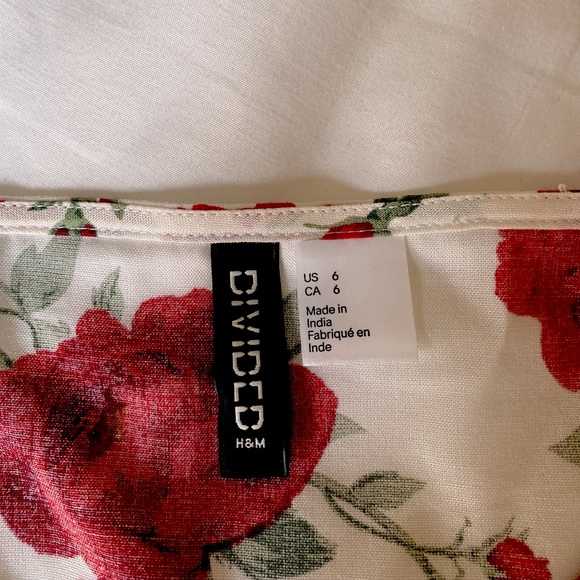 DIVIDED
H&M
US 6
CA 6
Made in
India
Fabriqué en
Inde